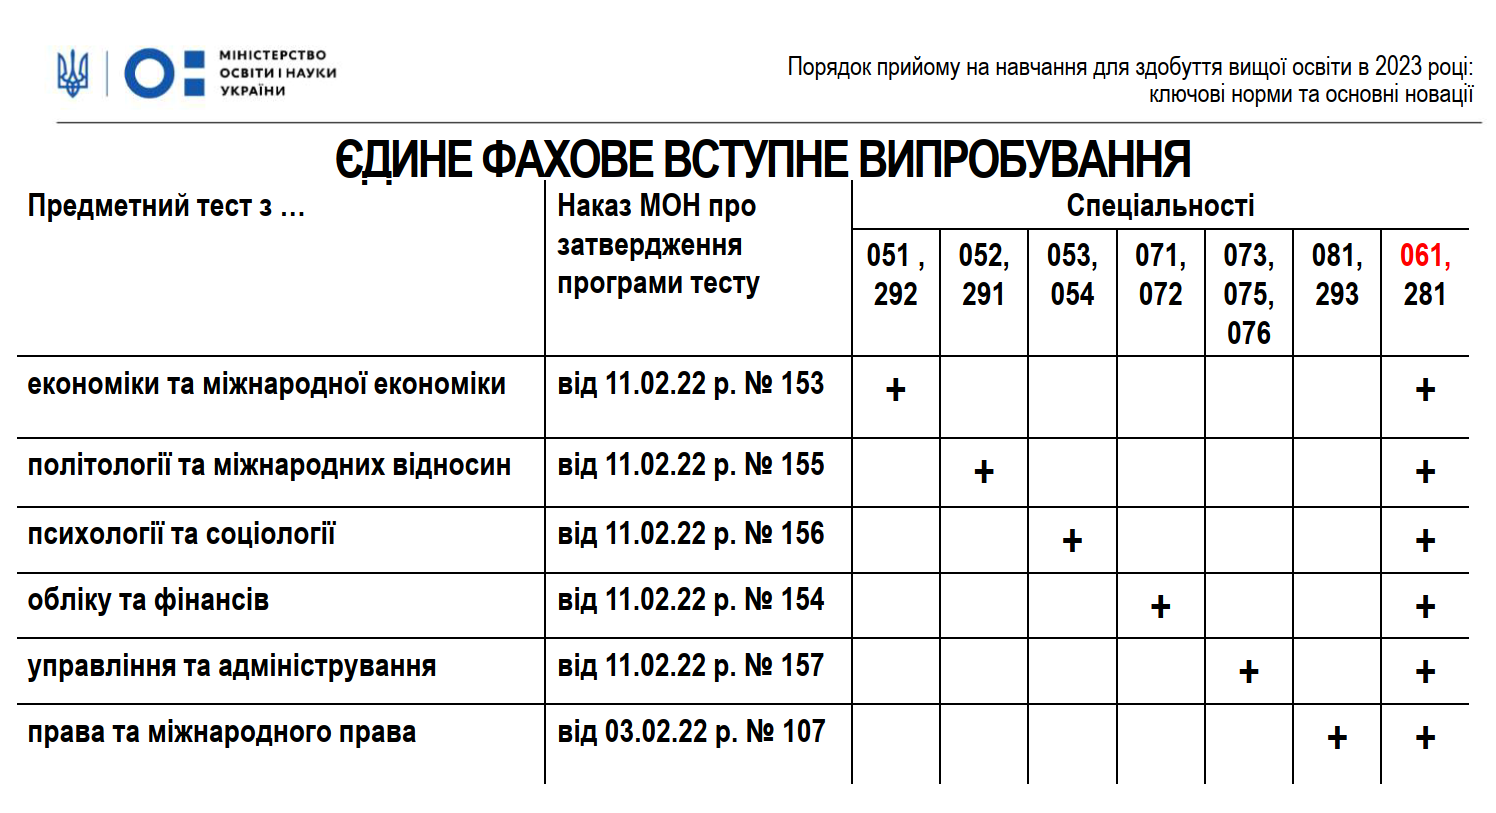 МІНІСТЕРСТВО
ОСВІТИ І НАУКИ
УКРАЇНИ
Порядок прийому на навчання для здобуття вищої освіти в 2023 році:
ключові норми та основні новації
ЄДИНЕ ФАХОВЕ ВСТУПНЕ ВИПРОБУВАННЯ
Предметний тест з …
Наказ МОН про
затвердження
програми тесту
Спеціальності
051 ,
292
052,
291
053,
054
071,
072
073,
075,
076
081,
293
061,
281
економіки та міжнародної економіки від 11.02.22 р. № 153 + +
політології та міжнародних відносин від 11.02.22 р. № 155 + +
психології та соціології від 11.02.22 р. № 156 + +
обліку та фінансів від 11.02.22 р. № 154 + +
управління та адміністрування від 11.02.22 р. № 157 + +
права та міжнародного права від 03.02.22 р. № 107 + +